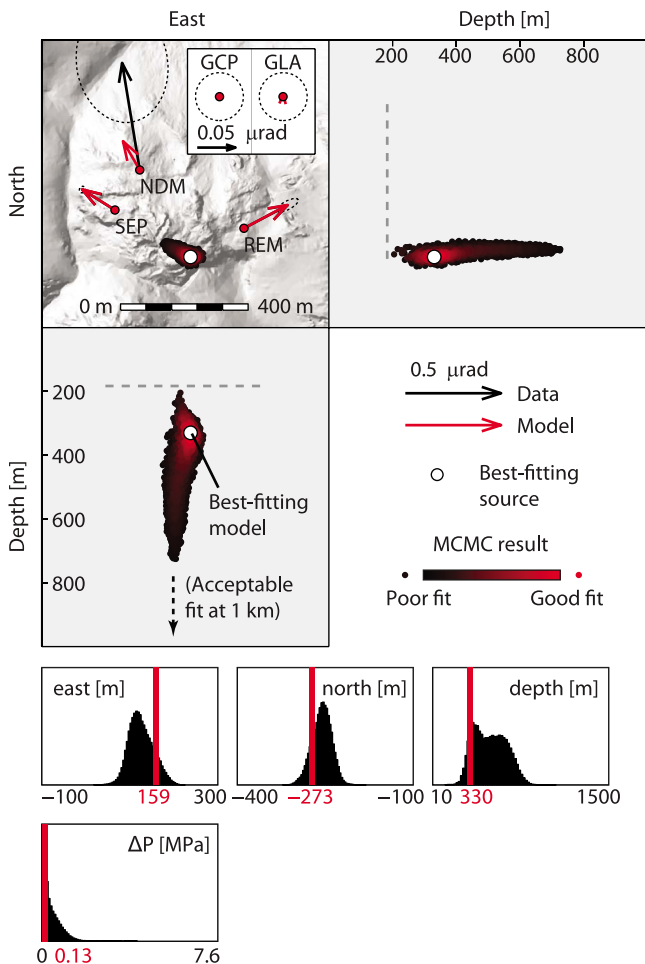 East
Depth [m]
200 400 600 800
North
GCP GLA
0.05 μrad
NDM
SEP
REM
0 m 400 m
Depth [m]
200
400
600
800
Best-fitting
model
(Acceptable
fit at 1 km)
0.5 μrad
Data
Model
Best-fitting
source
MCMC result
Poor fit Good fit
east [m] north [m] depth [m]
−100 159 300 −400 −273 −100 10 330 1500
ΔP [MPa]
0 0.13 7.6